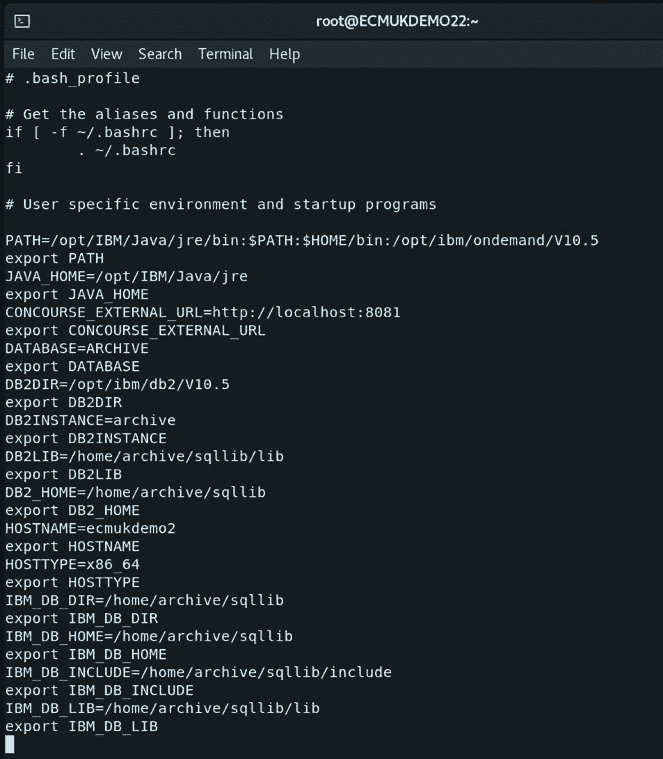 root@ECMUKDEMO22:~
File Edit View Search Terminal Help
# .bash_profile
# Get the aliases and functions
if [ -f ~/.bashrc ]; then
        . ~/.bashrc
fi
# User specific environment and startup programs
PATH=/opt/IBM/Java/jre/bin:$PATH:$HOME/bin:/opt/ibm/ondemand/V10.5
export PATH
JAVA_HOME=/opt/IBM/Java/jre
export JAVA_HOME
CONCOURSE_EXTERNAL_URL=http://localhost:8081
export CONCOURSE_EXTERNAL_URL
DATABASE=ARCHIVE
export DATABASE
DB2DIR=/opt/ibm/db2/V10.5
export DB2DIR
DB2INSTANCE=archive
export DB2INSTANCE
DB2LIB=/home/archive/sqllib/lib
export DB2LIB
DB2_HOME=/home/archive/sqllib
export DB2_HOME
HOSTNAME=ecmukdemo2
export HOSTNAME
HOSTTYPE=x86_64
export HOSTTYPE
IBM_DB_DIR=/home/archive/sqllib
export IBM_DB_DIR
IBM_DB_HOME=/home/archive/sqllib
export IBM_DB_HOME
IBM_DB_INCLUDE=/home/archive/sqllib/include
export IBM_DB_INCLUDE
IBM_DB_LIB=/home/archive/sqllib/lib
export IBM_DB_LIB